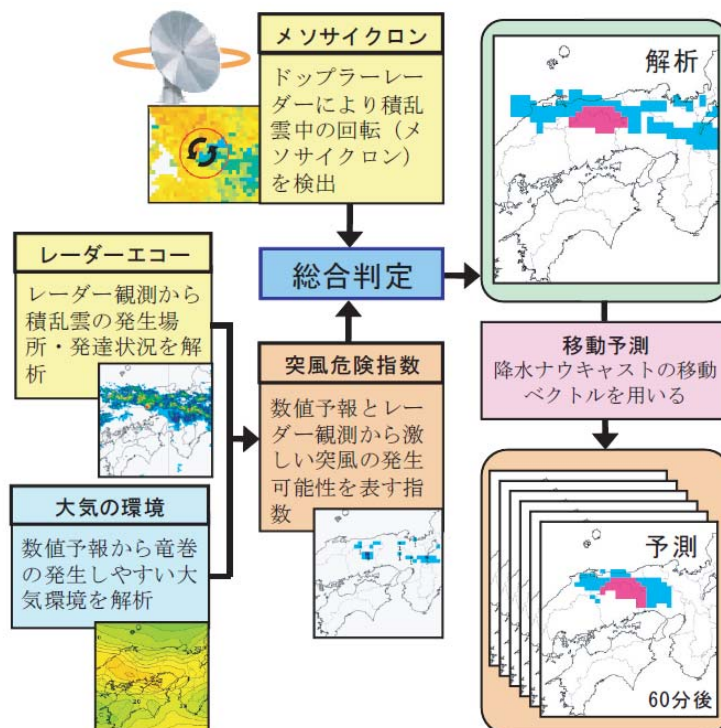 メソサイクロン
ドップラーレー
ダーにより積乱
雲中の回転（メ
ソサイクロン）
を検出
解析
レーダーエコー
レーダー観測から
積乱雲の発生場
所・発達状況を解
析
総合判定
突風危険指数
数値予報とレー
ダー観測から激
しい突風の発生
可能性を表す指
数
移動予測
降水ナウキャストの移動
ベクトルを用いる
大気の環境
数値予報から竜巻
の発生しやすい大
気環境を解析
予測
60分後